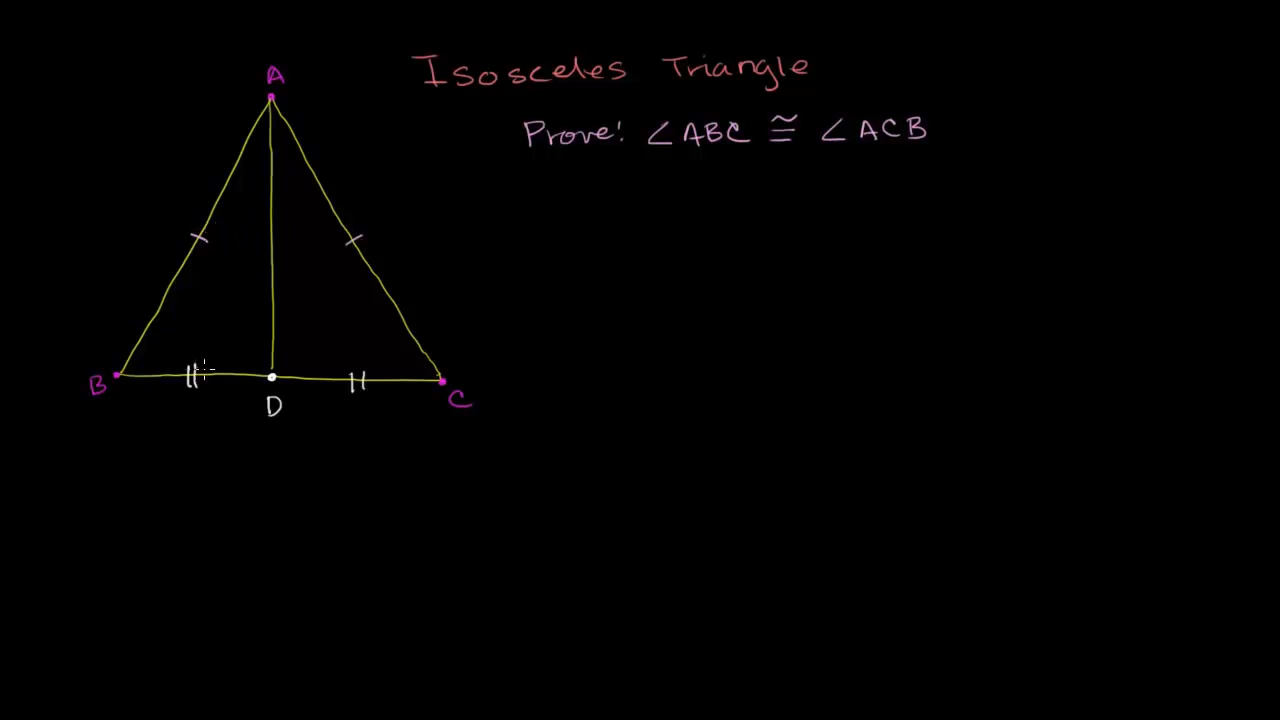 A
Isosceles Triangle
Prove: ∠ABC ≅ ∠ACB
B
D
C